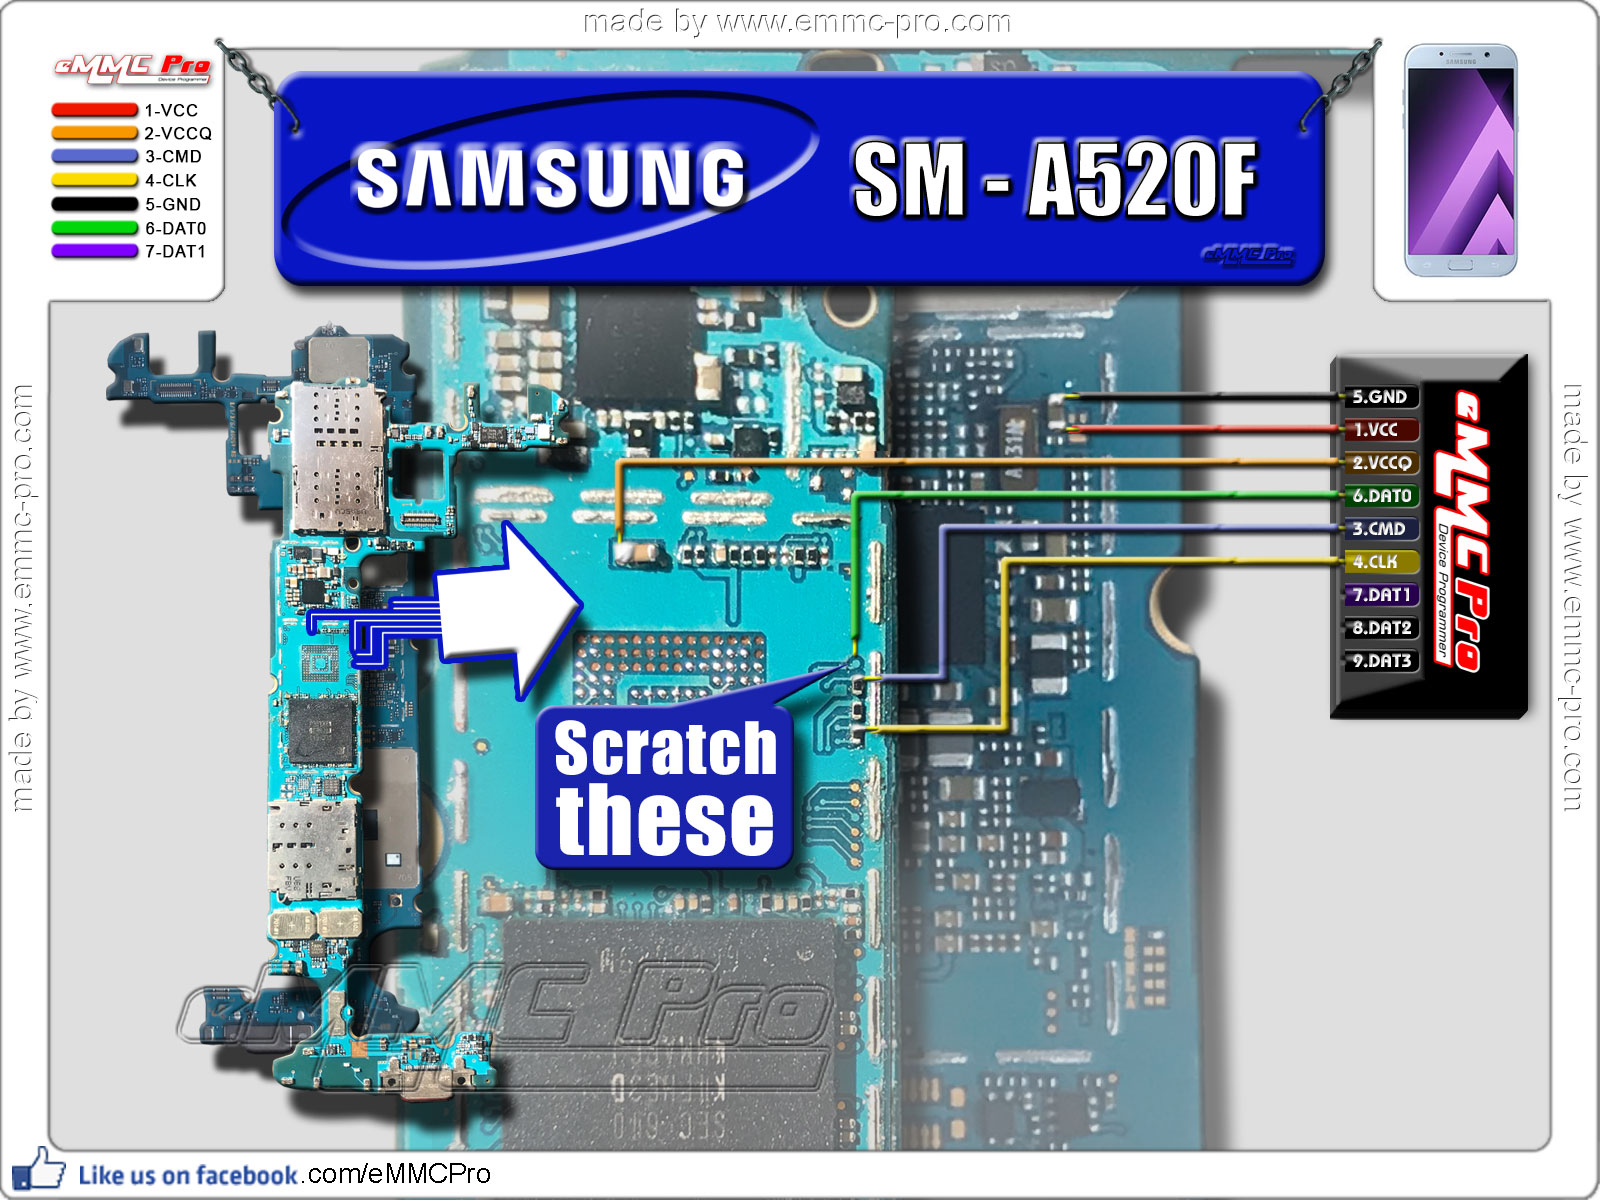 made by www.emmc-pro.com
eMMC Pro
Device Programmer
1-VCC
2-VCCQ
3-CMD
4-CLK
5-GND
6-DAT0
7-DAT1
SAMSUNG
SM - A520F
eMMC Pro
SAMSUNG
made by www.emmc-pro.com
made by www.emmc-pro.com
5.GND
1.VCC
2.VCCQ
6.DAT0
3.CMD
4.CLK
7.DAT1
8.DAT2
9.DAT3
eMMC Pro
Device Programmer
Scratch
these
eMMC Pro
SEC 640
Like us on facebook.com/eMMCPro